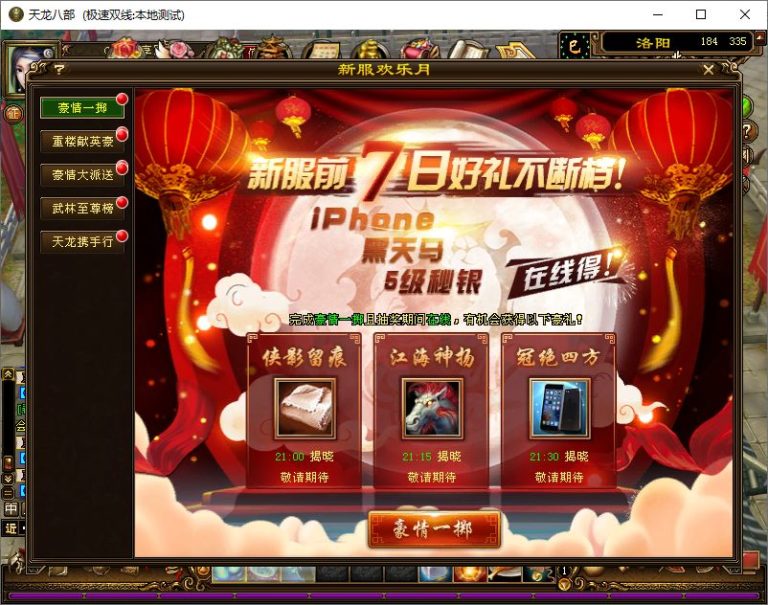 天龙八部 (极速双线:本地测试)
洛阳 184 335
? 新服欢乐月
豪情一掷
重楼献英豪
豪情大派送
武林至尊榜
天龙携手行
新服前7日好礼不断档!
iPhone
黑天马
5级秘银
在线得!
完成豪情一掷且抽奖期间在线，有机会获得以下豪礼!
侠影留痕
江海神扬
冠绝四方
21:00 揭晓
21:15 揭晓
21:30 揭晓
敬请期待
敬请期待
敬请期待
豪情一掷
近
1